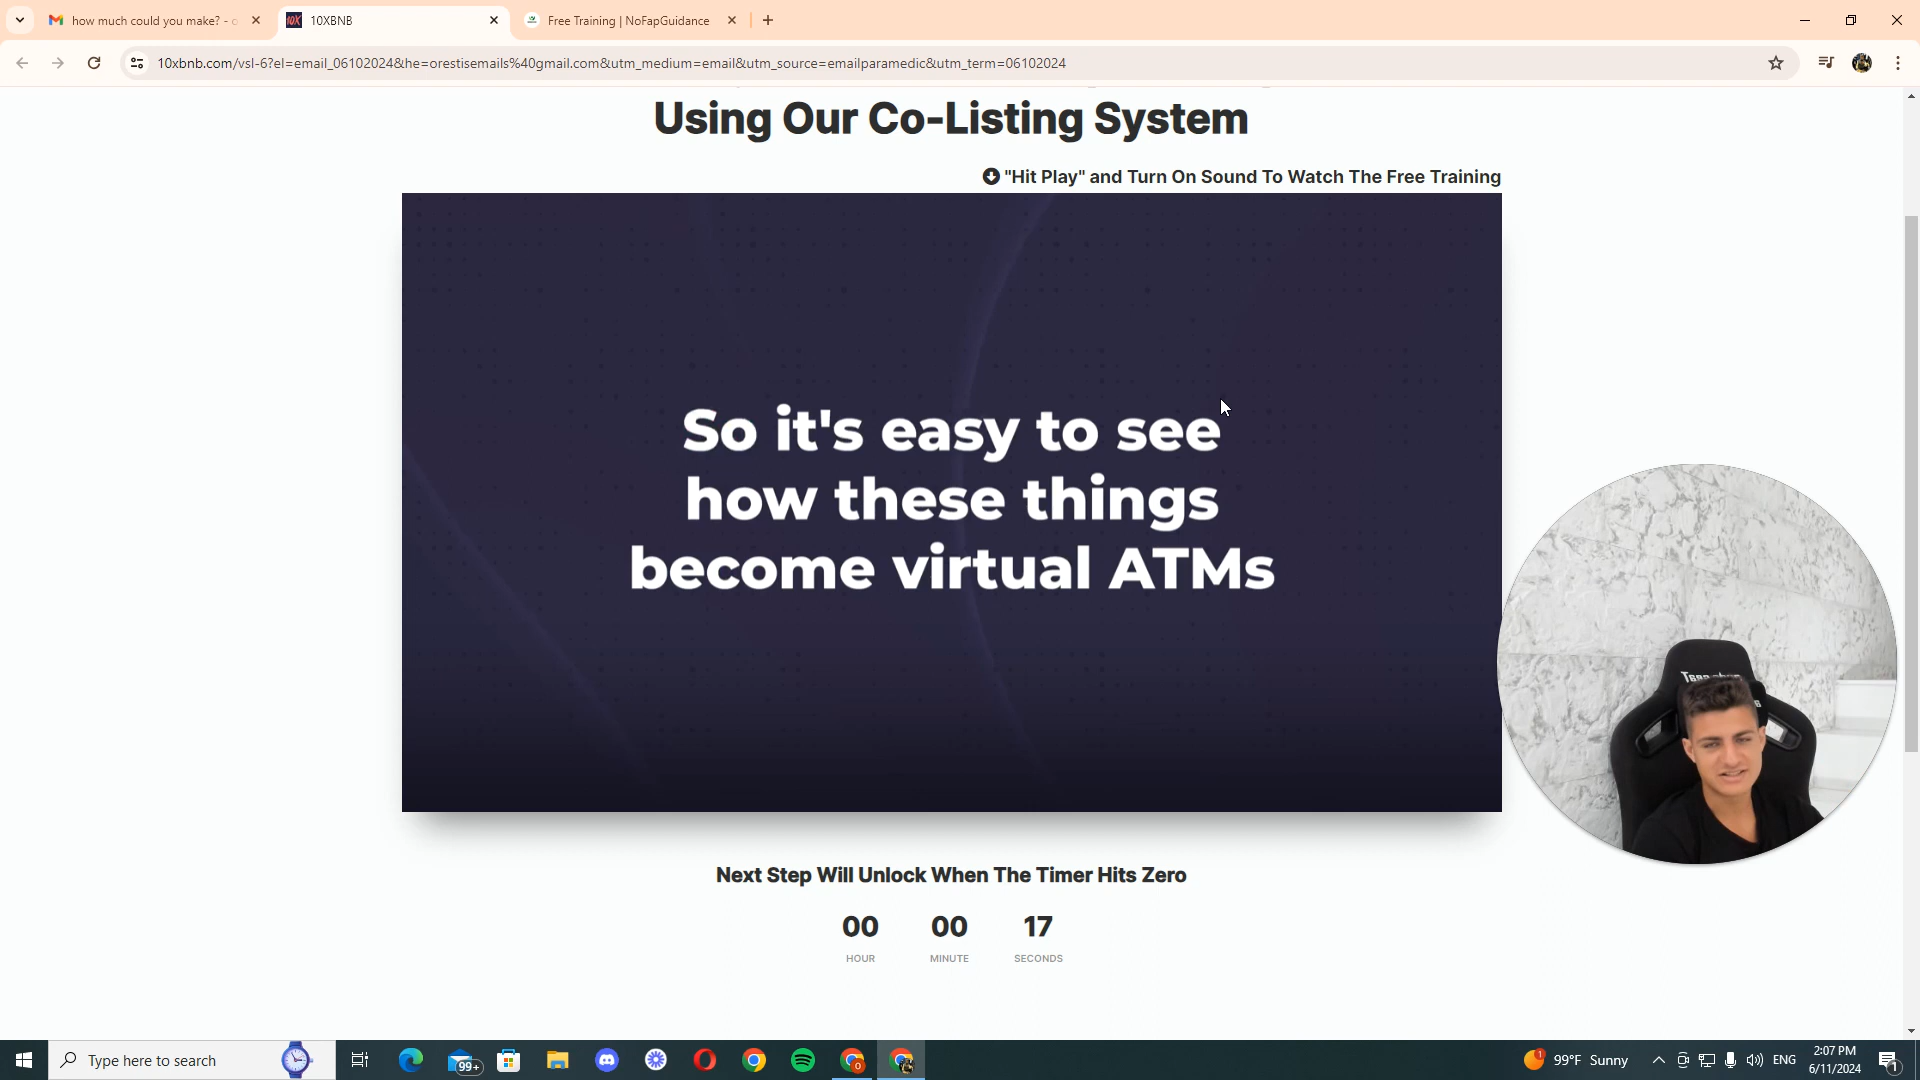 how much could you make? - o
10XBNB
Free Training | NoFapGuidance
10xbnb.com/vsl-6?el=email_06102024&he=orestisemails%40gmail.com&utm_medium=email&utm_source=emailparamedic&utm_term=06102024
Using Our Co-Listing System
"Hit Play" and Turn On Sound To Watch The Free Training
So it's easy to see
how these things
become virtual ATMs
Next Step Will Unlock When The Timer Hits Zero
00 00 17
HOUR MINUTE SECONDS
Type here to search
99+
99°F Sunny
ENG
2:07 PM
6/11/2024